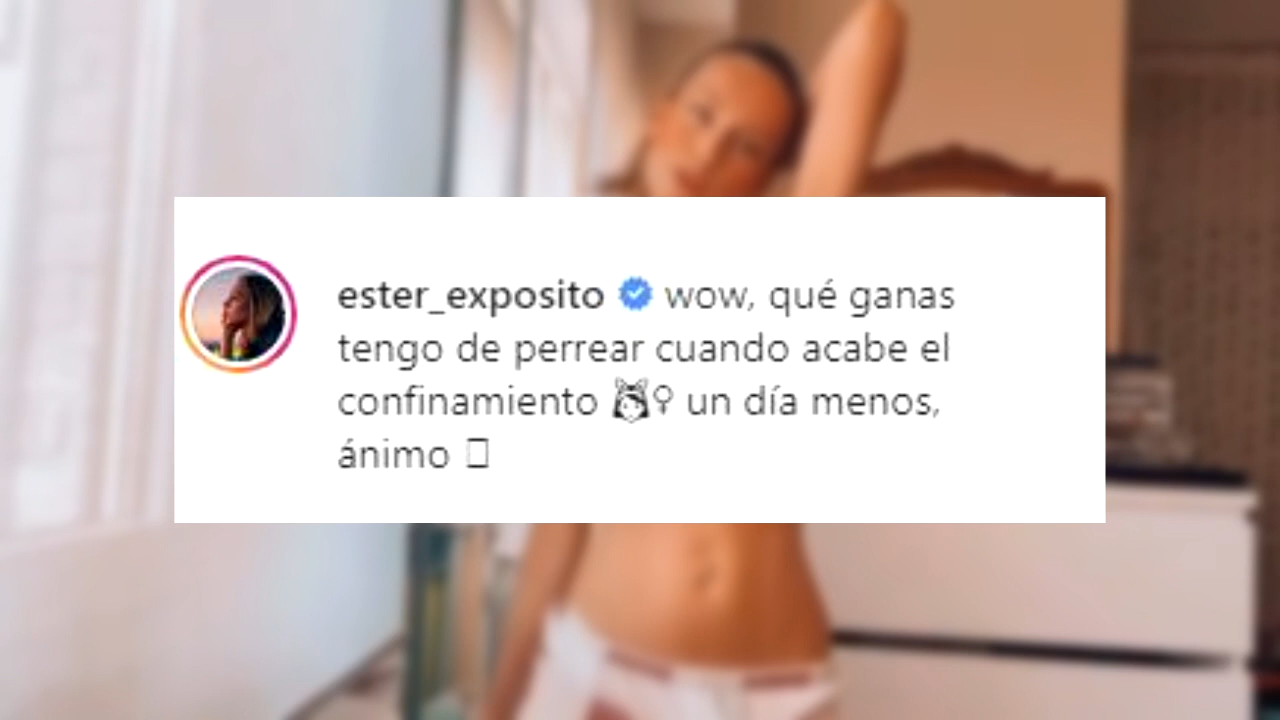 ester_exposito wow, qué ganas
tengo de perrear cuando acabe el
confinamiento un día menos,
ánimo